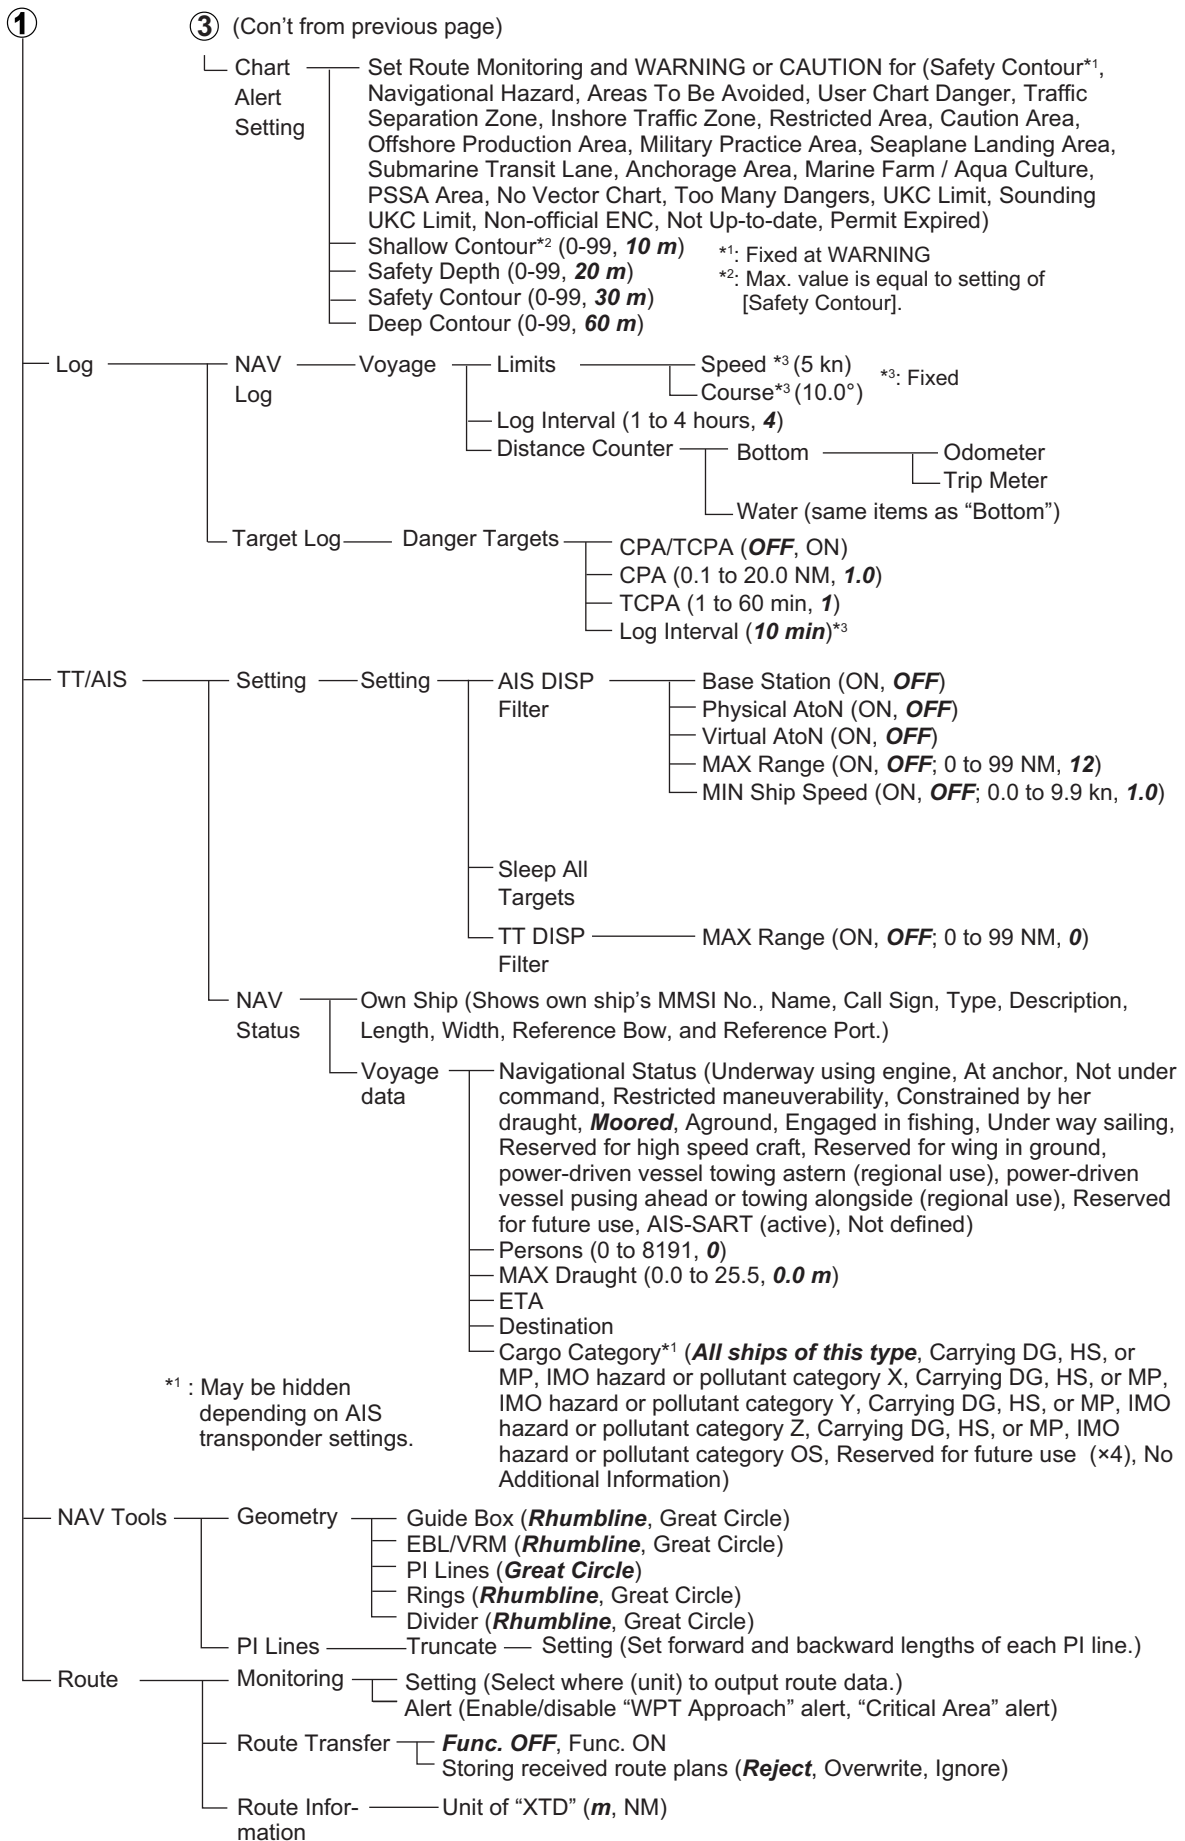 ① ③ (Con't from previous page)
Chart Alert Setting
Set Route Monitoring and WARNING or CAUTION for (Safety Contour*1,
Navigational Hazard, Areas To Be Avoided, User Chart Danger, Traffic
Separation Zone, Inshore Traffic Zone, Restricted Area, Caution Area,
Offshore Production Area, Military Practice Area, Seaplane Landing Area,
Submarine Transit Lane, Anchorage Area, Marine Farm / Aqua Culture,
PSSA Area, No Vector Chart, Too Many Dangers, UKC Limit, Sounding
UKC Limit, Non-official ENC, Not Up-to-date, Permit Expired)
Shallow Contour*2 (0-99, 10 m)
Safety Depth (0-99, 20 m)
Safety Contour (0-99, 30 m)
Deep Contour (0-99, 60 m)
*1: Fixed at WARNING
*2: Max. value is equal to setting of
[Safety Contour].
Log
NAV
Log
Voyage
Limits
Speed *3 (5 kn)
Course*3 (10.0°)
*3: Fixed
Log Interval (1 to 4 hours, 4)
Distance Counter
Bottom
Odometer
Trip Meter
Water (same items as “Bottom”)
Target Log
Danger Targets
CPA/TCPA (OFF, ON)
CPA (0.1 to 20.0 NM, 1.0)
TCPA (1 to 60 min, 1)
Log Interval (10 min)*3
TT/AIS
Setting
Setting
AIS DISP
Filter
Base Station (ON, OFF)
Physical AtoN (ON, OFF)
Virtual AtoN (ON, OFF)
MAX Range (ON, OFF; 0 to 99 NM, 12)
MIN Ship Speed (ON, OFF; 0.0 to 9.9 kn, 1.0)
Sleep All
Targets
TT DISP
Filter
MAX Range (ON, OFF; 0 to 99 NM, 0)
NAV
Status
Own Ship (Shows own ship’s MMSI No., Name, Call Sign, Type, Description,
Length, Width, Reference Bow, and Reference Port.)
Voyage
data
Navigational Status (Underway using engine, At anchor, Not under
command, Restricted maneuverability, Constrained by her
draught, Moored, Aground, Engaged in fishing, Under way sailing,
Reserved for high speed craft, Reserved for wing in ground,
power-driven vessel towing astern (regional use), power-driven
vessel pusing ahead or towing alongside (regional use), Reserved
for future use, AIS-SART (active), Not defined)
Persons (0 to 8191, 0)
MAX Draught (0.0 to 25.5, 0.0 m)
ETA
Destination
Cargo Category*1 (All ships of this type, Carrying DG, HS, or
MP, IMO hazard or pollutant category X, Carrying DG, HS, or MP,
IMO hazard or pollutant category Y, Carrying DG, HS, or MP, IMO
hazard or pollutant category Z, Carrying DG, HS, or MP, IMO
hazard or pollutant category OS, Reserved for future use (×4), No
Additional Information)
*1 : May be hidden
depending on AIS
transponder settings.
NAV Tools
Geometry
Guide Box (Rhumbline, Great Circle)
EBL/VRM (Rhumbline, Great Circle)
PI Lines (Great Circle)
Rings (Rhumbline, Great Circle)
Divider (Rhumbline, Great Circle)
PI Lines
Truncate
Setting (Set forward and backward lengths of each PI line.)
Route
Monitoring
Setting (Select where (unit) to output route data.)
Alert (Enable/disable “WPT Approach” alert, “Critical Area” alert)
Route Transfer
Func. OFF, Func. ON
Storing received route plans (Reject, Overwrite, Ignore)
Route Infor-
mation
Unit of “XTD” (m, NM)